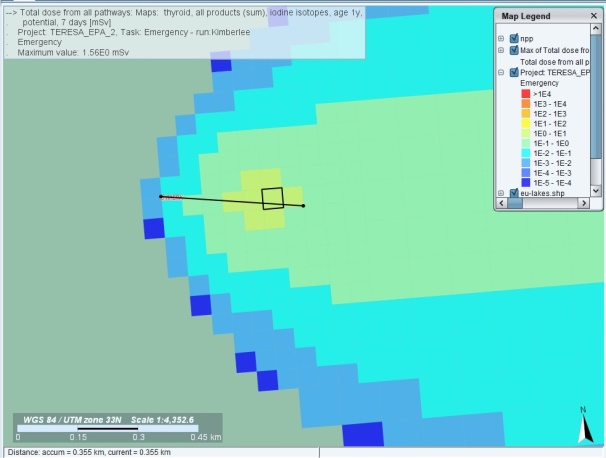 --> Total dose from all pathways: Maps: thyroid, all products (sum), iodine isotopes, age 1y,
potential, 7 days [mSv]
. Project: TERESA_EPA_2, Task: Emergency - run:Kimberlee
. Emergency
. Maximum value: 1.56E0 mSv
Map Legend
npp
Max of Total dose fro
Total dose from all p
Project: TERESA_EP
Emergency
>1E4
1E3 - 1E4
1E2 - 1E3
1E1 - 1E2
1E0 - 1E1
1E-1 - 1E0
1E-2 - 1E-1
1E-3 - 1E-2
1E-4 - 1E-3
1E-5 - 1E-4
eu-lakes.shp
N
WGS 84 / UTM zone 33N Scale 1:4,352.6
0 0.15 0.3 0.45 km
Distance: accum = 0.355 km, current = 0.355 km